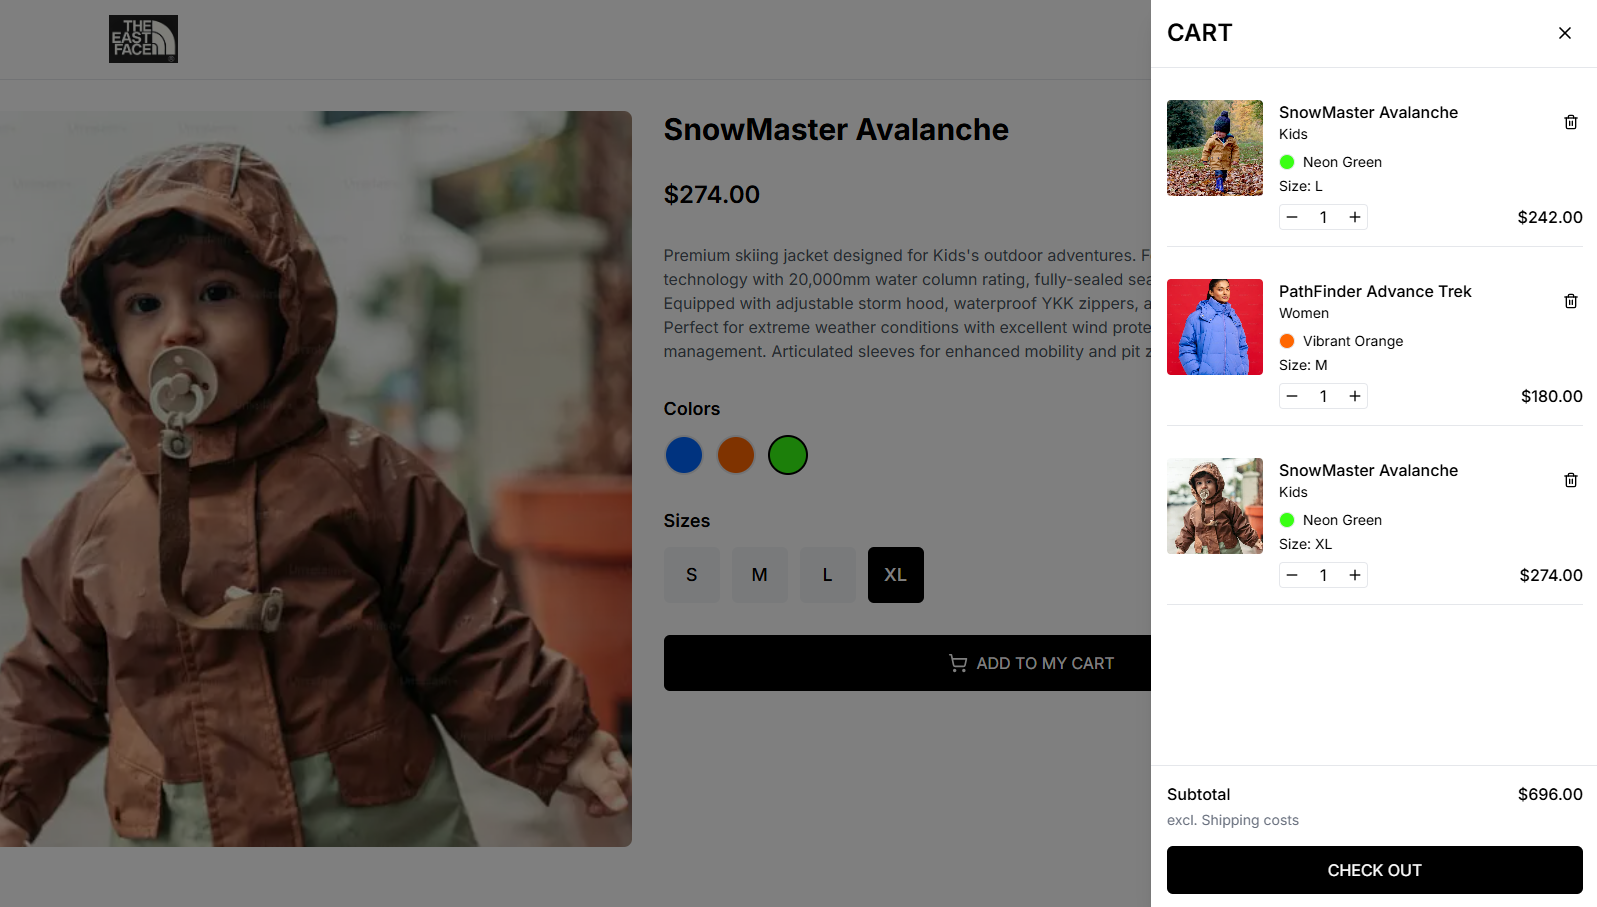 THE
EAST
FACE
SnowMaster Avalanche
$274.00
Premium skiing jacket designed for Kids's outdoor adventures. F
technology with 20,000mm water column rating, fully-sealed sea
Equipped with adjustable storm hood, waterproof YKK zippers, a
Perfect for extreme weather conditions with excellent wind prote
management. Articulated sleeves for enhanced mobility and pit z
Colors
Sizes
S M L XL
ADD TO MY CART
CART
SnowMaster Avalanche
Kids
Neon Green
Size: L
1 $242.00
PathFinder Advance Trek
Women
Vibrant Orange
Size: M
1 $180.00
SnowMaster Avalanche
Kids
Neon Green
Size: XL
1 $274.00
Subtotal $696.00
excl. Shipping costs
CHECK OUT